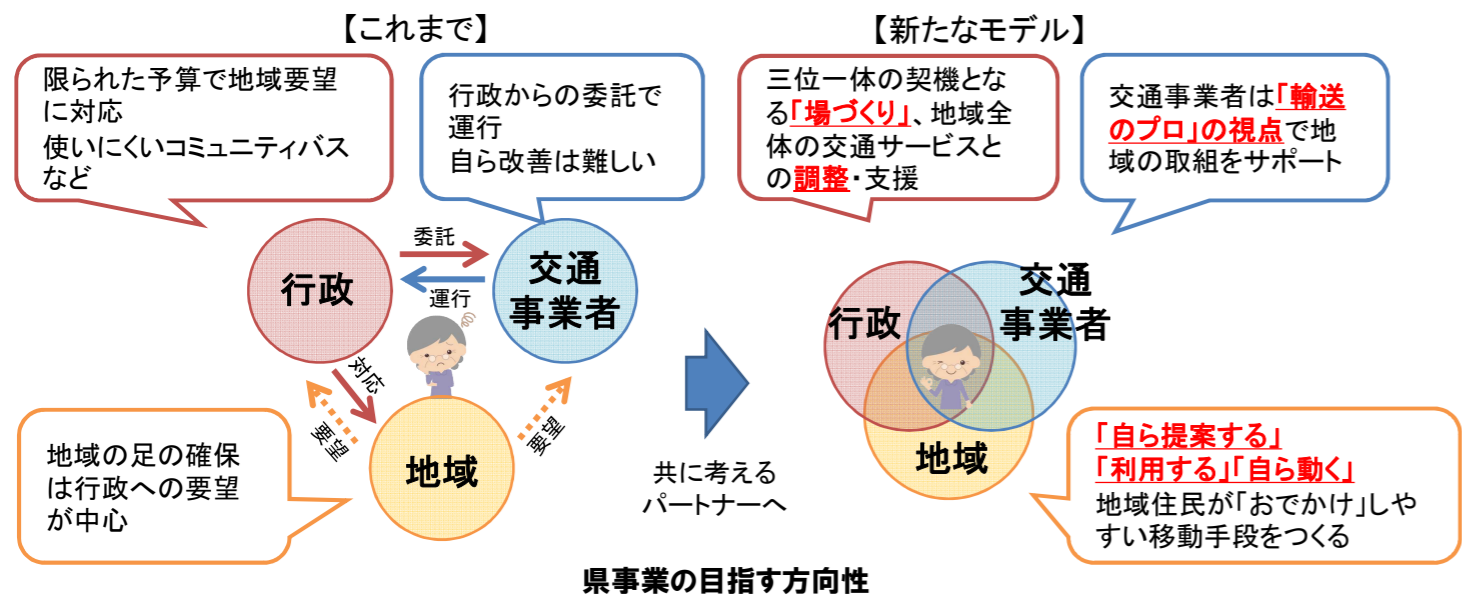 【これまで】
限られた予算で地域要望
に対応
使いにくいコミュニティバス
など
行政からの委託で
運行
自ら改善は難しい
行政
委託
運行
交通
事業者
対応
要望
要望
地域
地域の足の確保
は行政への要望
が中心
共に考える
パートナーへ
【新たなモデル】
三位一体の契機とな
る「場づくり」、地域全
体の交通サービスと
の調整・支援
交通事業者は「輸送
のプロ」の視点で地
域の取組をサポート
行政
交通
事業者
地域
「自ら提案する」
「利用する」「自ら動く」
地域住民が「おでかけ」しや
すい移動手段をつくる
県事業の目指す方向性